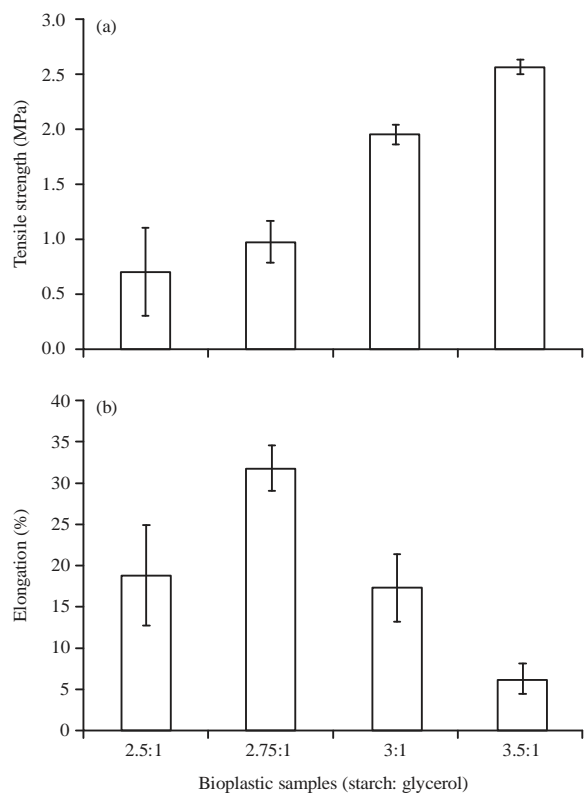 (a)
3.0
2.5
2.0
1.5
1.0
0.5
0.0
Tensile strength (MPa)
(b)
40
35
30
25
20
15
10
5
0
Elongation (%)
2.5:1 2.75:1 3:1 3.5:1
Bioplastic samples (starch: glycerol)